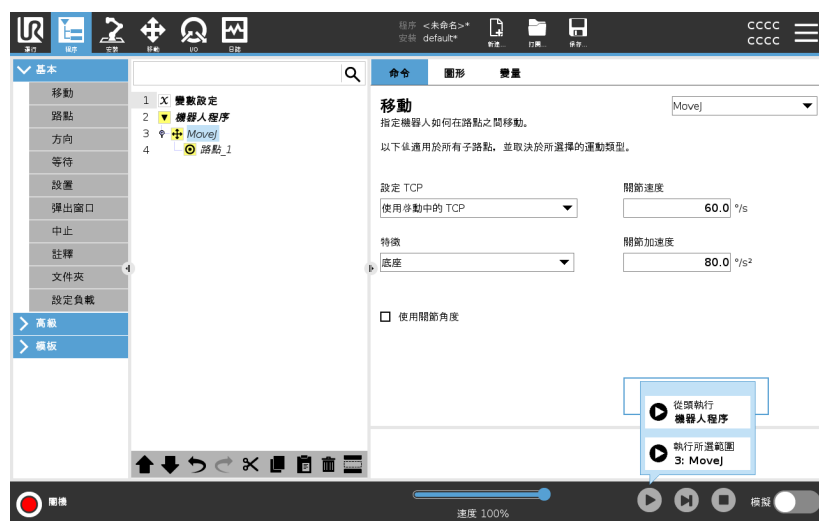 程序 <未命名>*
安裝 default*
新建...
打開...
保存...
CCCC
CCCC
運行
程序
安裝
移動
I/O
日誌
基本
移動
路點
方向
等待
設置
彈出窗口
中止
註釋
文件夾
設定負載
高級
模板
1 X 變數設定
2 機器人程序
3 MoveJ
4 路點_1
命令 圖形 變量
移動
MoveJ
指定機器人如何在路點之間移動。
以下值適用於所有子路點，並取決於所選擇的運動類型。
設定 TCP
關節速度
使用啓動中的 TCP
60.0 °/s
特徵
關節加速度
底座
80.0 °/s²
使用關節角度
從頭執行
機器人程序
執行所選範圍
3: MoveJ
關機
速度 100%
模擬